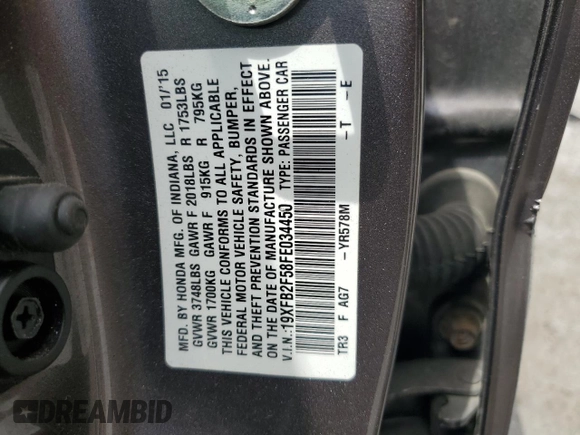 MFD. BY HONDA MFG. OF INDIANA, LLC 01/'15
GVWR 3748LBS GAWR F 2018LBS R 1753LBS
GVWR 1700KG GAWR F 915KG R 795KG
THIS VEHICLE CONFORMS TO ALL APPLICABLE
FEDERAL MOTOR VEHICLE SAFETY, BUMPER,
AND THEFT PREVENTION STANDARDS IN EFFECT
ON THE DATE OF MANUFACTURE SHOWN ABOVE.
V.I.N.:19XFB2F58FE034450 TYPE: PASSENGER CAR
TR3 F AG7 -YR578M -T -E
DREAMBID